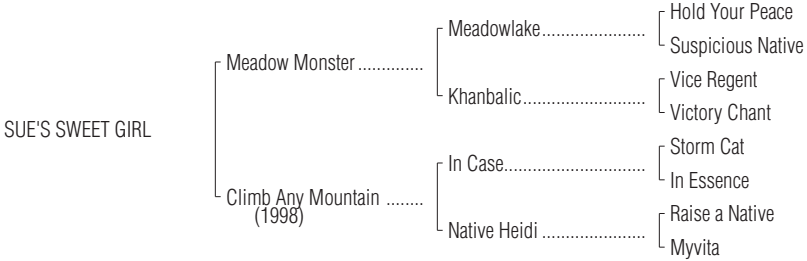 Hold Your Peace
Meadowlake......................
Suspicious Native
Meadow Monster ..............
Vice Regent
Khanbalic..........................
Victory Chant
SUE'S SWEET GIRL
Storm Cat
In Case..............................
In Essence
Climb Any Mountain ........
(1998)
Raise a Native
Native Heidi ......................
Myvita